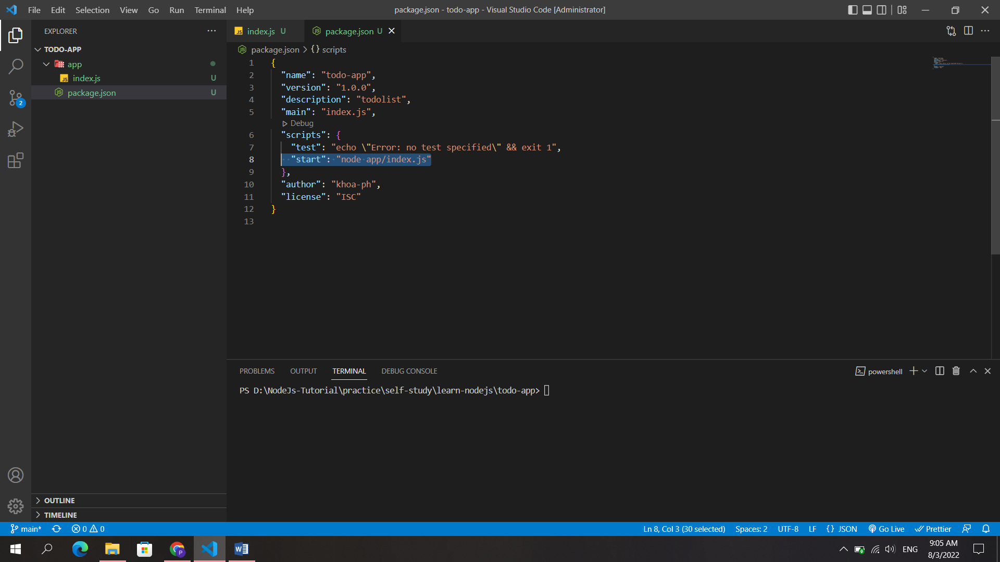 File Edit Selection View Go Run Terminal Help
package.json - todo-app - Visual Studio Code [Administrator]
EXPLORER
TODO-APP
app
index.js U
package.json U
2
OUTLINE
TIMELINE
index.js U
package.json U
package.json > {} scripts
1 {
2 "name": "todo-app",
3 "version": "1.0.0",
4 "description": "todolist",
5 "main": "index.js",
Debug
6 "scripts": {
7 "test": "echo \"Error: no test specified\" && exit 1",
8 "start": "node app/index.js"
9 },
10 "author": "khoa-ph",
11 "license": "ISC"
12 }
13
PROBLEMS OUTPUT TERMINAL DEBUG CONSOLE
powershell
PS D:\NodeJs-Tutorial\practice\self-study\learn-nodejs\todo-app>
main* 0 0
Ln 8, Col 3 (30 selected) Spaces: 2 UTF-8 LF {} JSON Go Live Prettier
ENG
9:05 AM
8/3/2022